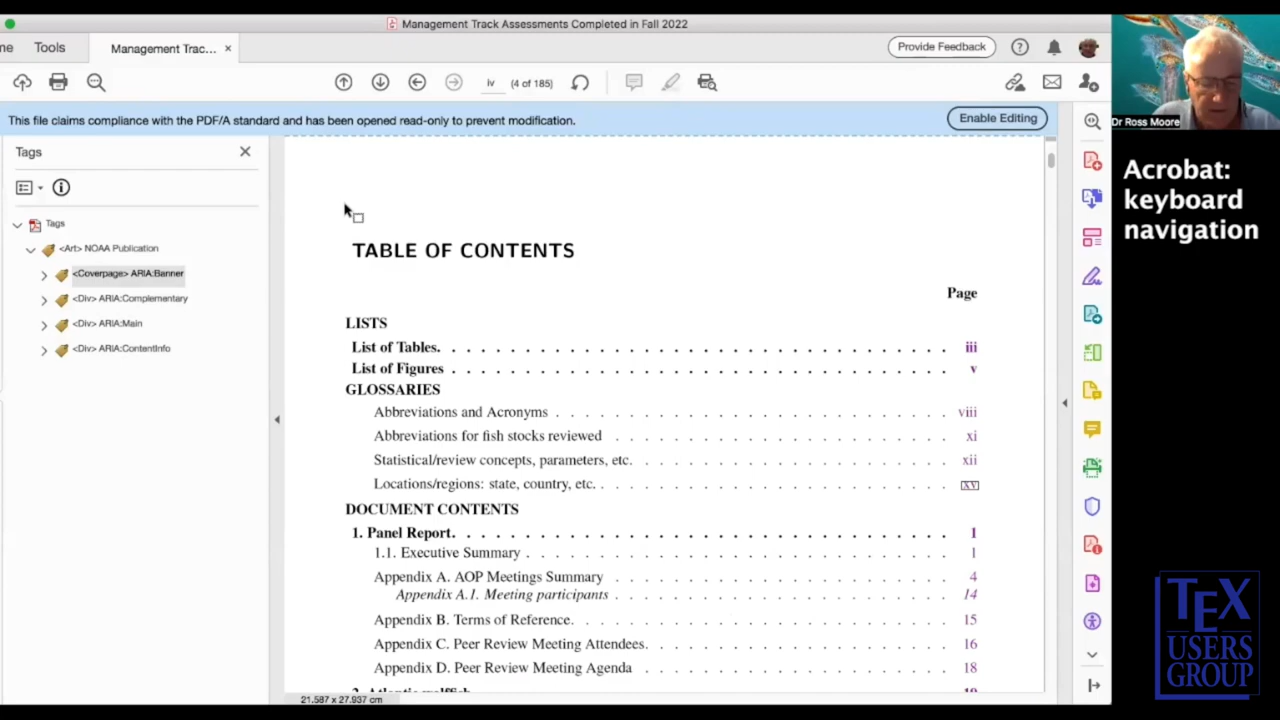 Management Track Assessments Completed in Fall 2022
me Tools Management Trac... ×
Provide Feedback
iv (4 of 185)
This file claims compliance with the PDF/A standard and has been opened read-only to prevent modification.
Enable Editing
Tags
Tags
<Art> NOAA Publication
<Coverpage> ARIA:Banner
<Div> ARIA:Complementary
<Div> ARIA:Main
<Div> ARIA:ContentInfo
TABLE OF CONTENTS
Page
LISTS
List of Tables. . . . . . . . . . . . . . . . . . . . . . . . iii
List of Figures . . . . . . . . . . . . . . . . . . . . . . . . v
GLOSSARIES
Abbreviations and Acronyms . . . . . . . . . . . . . . . . . . . viii
Abbreviations for fish stocks reviewed . . . . . . . . . . . . . . . . xi
Statistical/review concepts, parameters, etc. . . . . . . . . . . . . . . . xii
Locations/regions: state, country, etc. . . . . . . . . . . . . . . . . . xv
DOCUMENT CONTENTS
1. Panel Report. . . . . . . . . . . . . . . . . . . . . . . . 1
1.1. Executive Summary . . . . . . . . . . . . . . . . . . . . 1
Appendix A. AOP Meetings Summary . . . . . . . . . . . . . . . . 4
Appendix A.1. Meeting participants . . . . . . . . . . . . . . . . 14
Appendix B. Terms of Reference. . . . . . . . . . . . . . . . . . 15
Appendix C. Peer Review Meeting Attendees. . . . . . . . . . . . . . . 16
Appendix D. Peer Review Meeting Agenda . . . . . . . . . . . . . . . 18
2. Atlantic wolffish
21.587 x 27.937 cm
Dr Ross Moore
Acrobat:
keyboard
navigation
TEX
USERS
GROUP